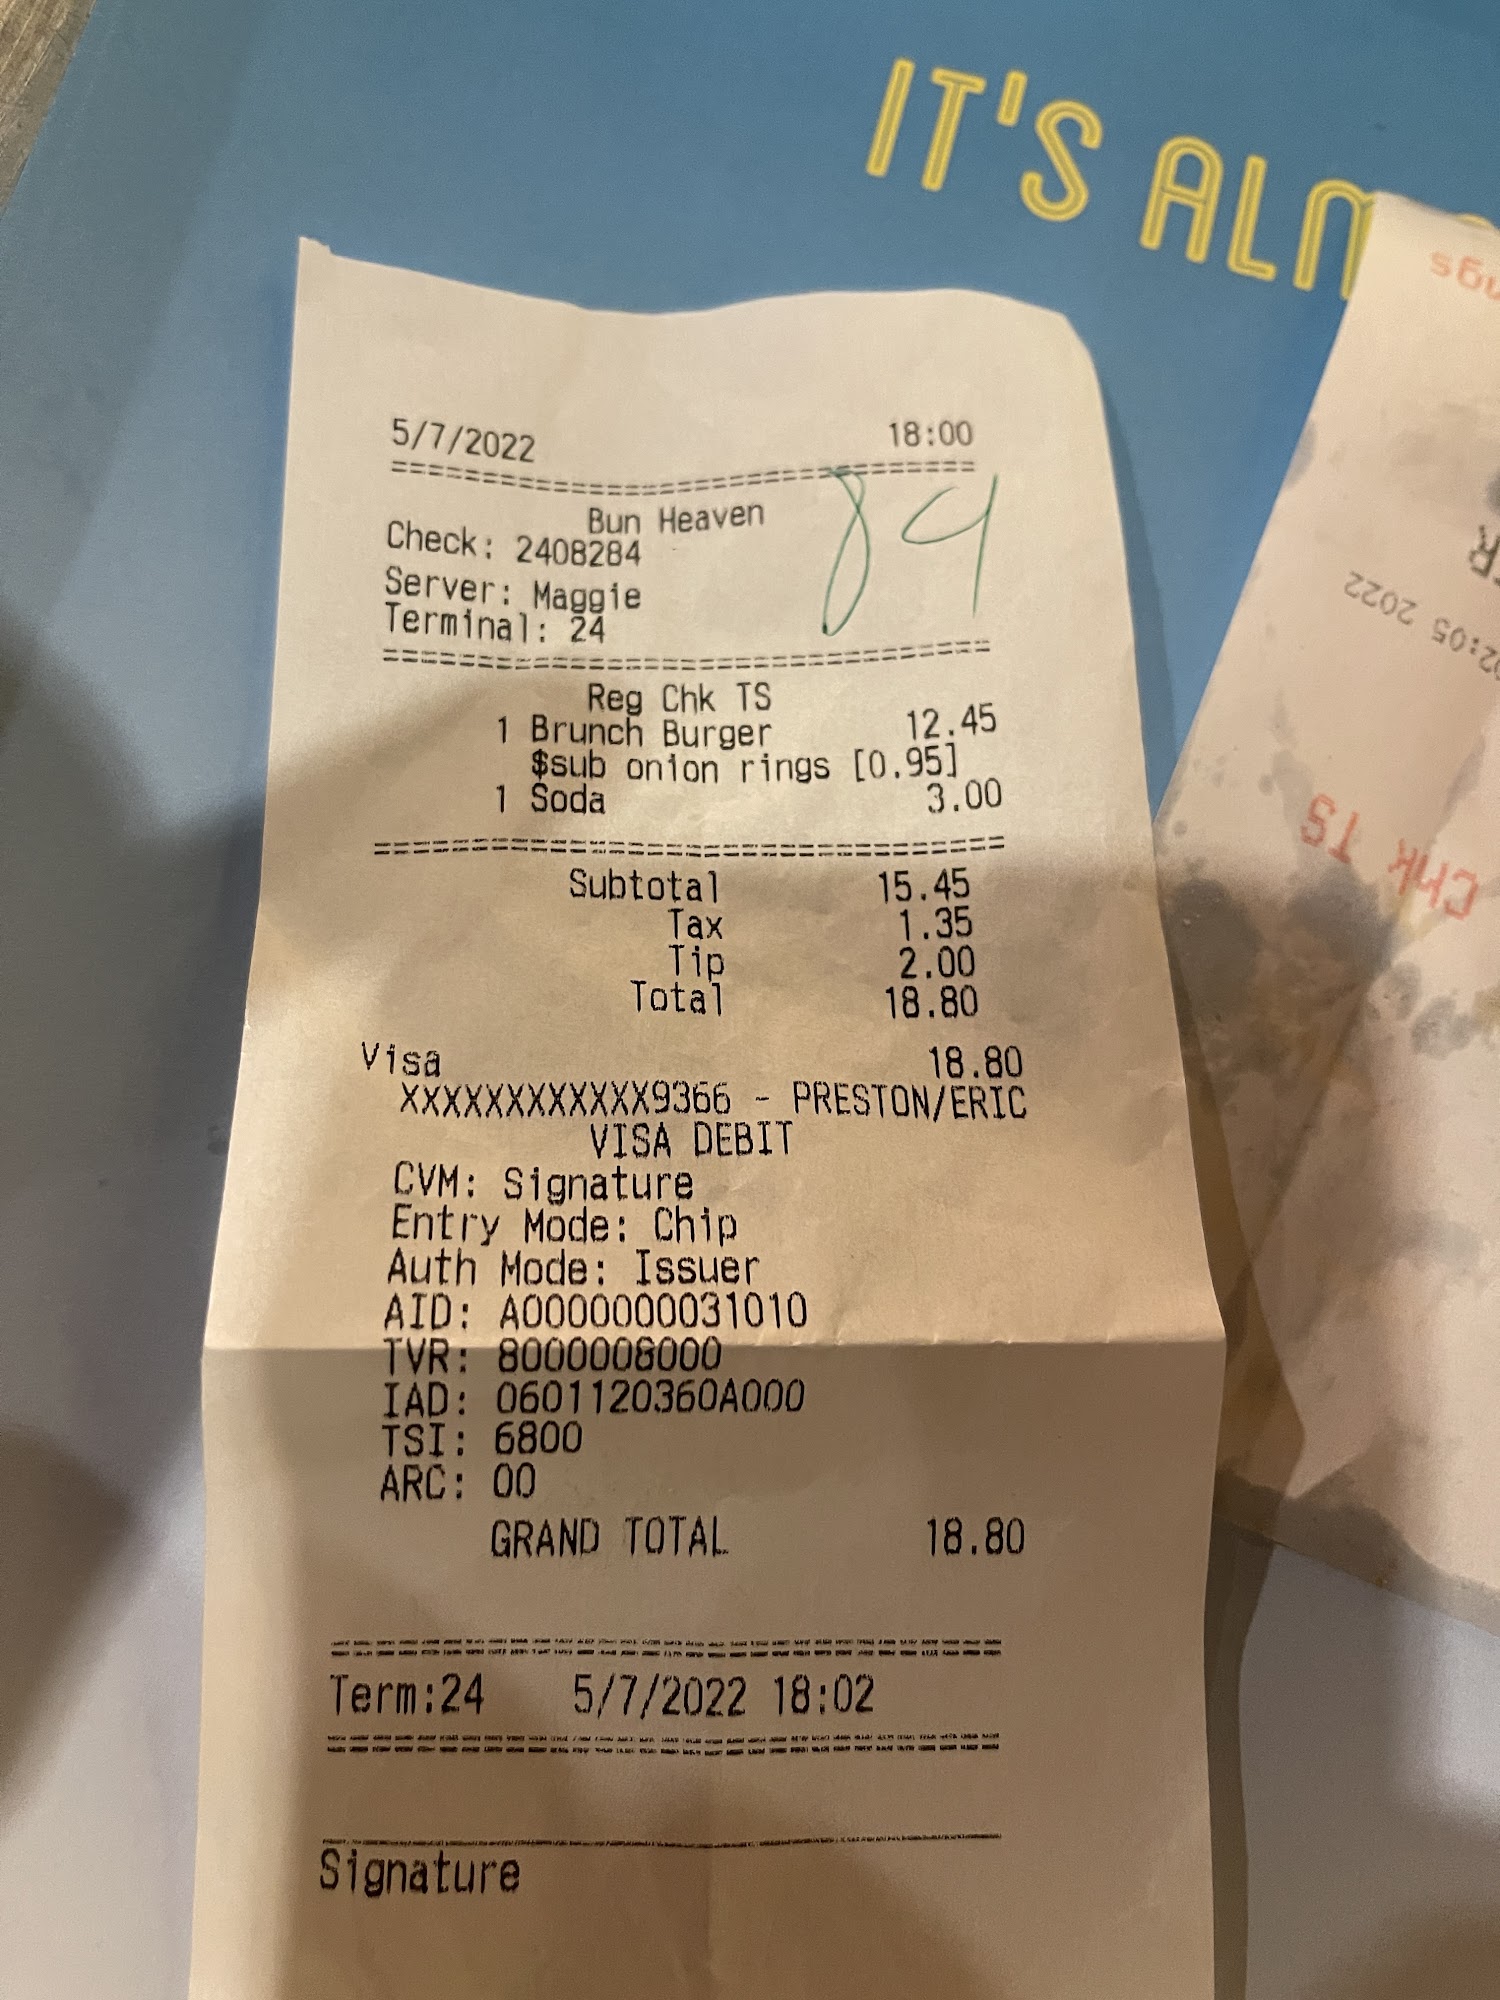 IT'S ALM
5/7/2022 18:00
Bun Heaven
84
Check: 2408284
Server: Maggie
Terminal: 24
Reg Chk TS
1 Brunch Burger 12.45
$sub onion rings [0.95]
1 Soda 3.00
Subtotal 15.45
Tax 1.35
Tip 2.00
Total 18.80
Visa 18.80
XXXXXXXXXXXX9366 - PRESTON/ERIC
VISA DEBIT
CVM: Signature
Entry Mode: Chip
Auth Mode: Issuer
AID: A0000000031010
TVR: 8000008000
IAD: 0601120360A000
TSI: 6800
ARC: 00
GRAND TOTAL 18.80
Term:24 5/7/2022 18:02
Signature
Chk TS
02:05 2022